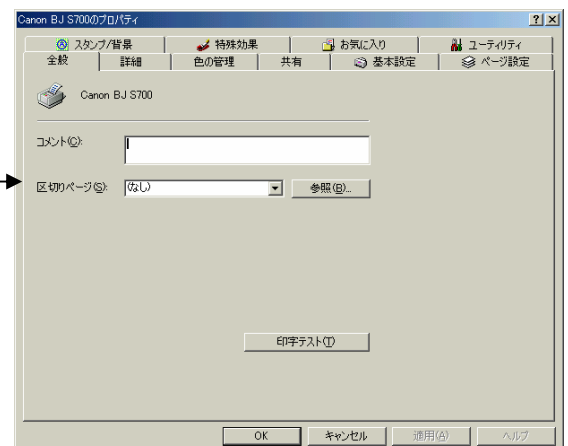 Canon BJ S700のプロパティ
スタンプ/背景 特殊効果 お気に入り ユーティリティ
全般 詳細 色の管理 共有 基本設定 ページ設定
Canon BJ S700
コメント(C):
区切りページ(S): (なし) 参照(B)...
印字テスト(T)
OK キャンセル 適用(A) ヘルプ